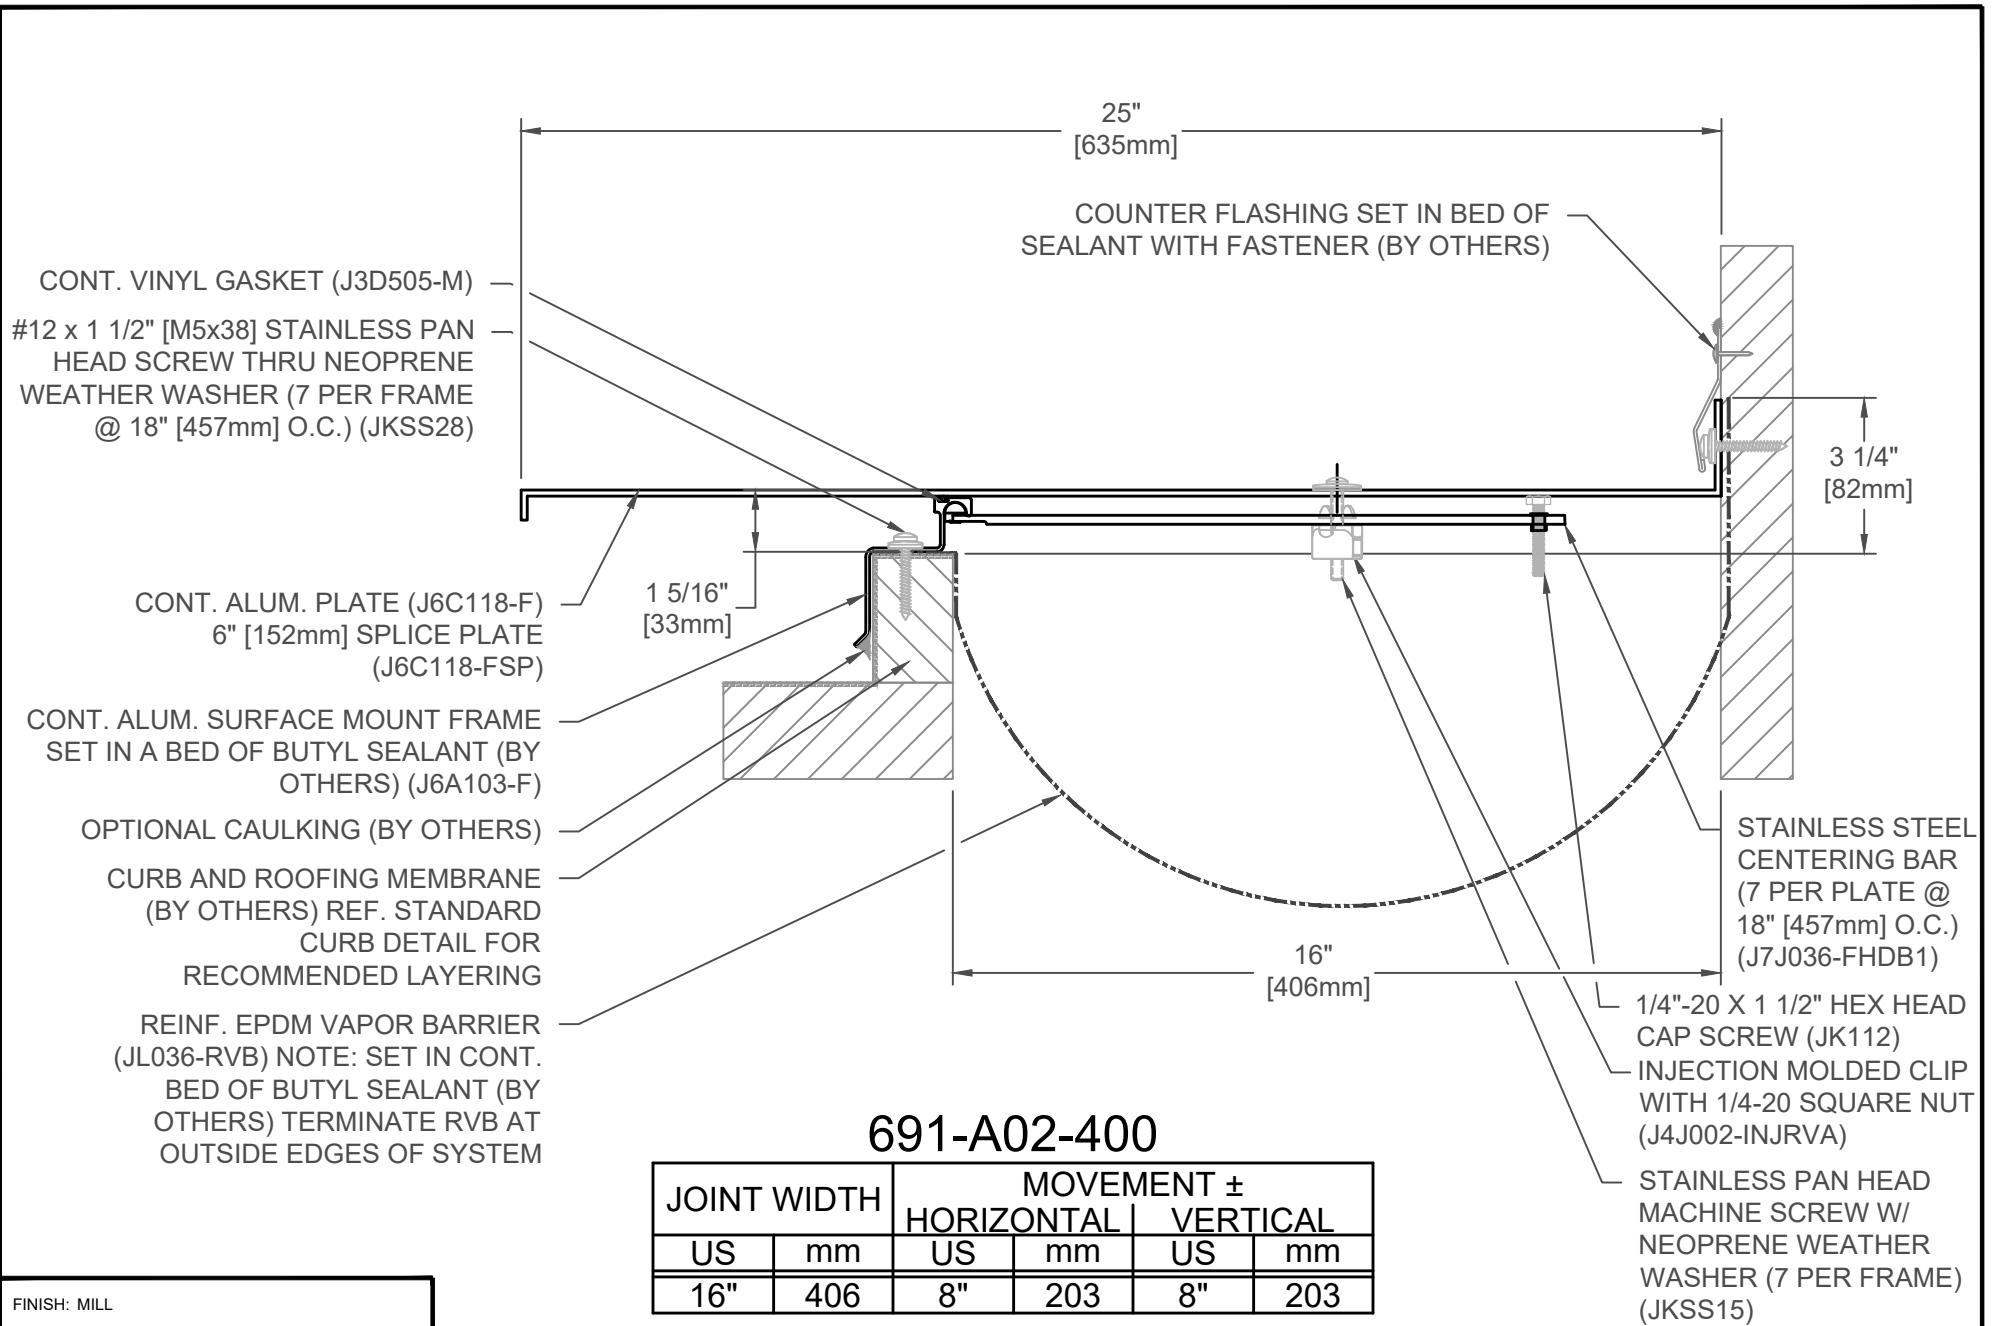 25"
[635mm]
COUNTER FLASHING SET IN BED OF
SEALANT WITH FASTENER (BY OTHERS)
CONT. VINYL GASKET (J3D505-M)
#12 x 1 1/2" [M5x38] STAINLESS PAN
HEAD SCREW THRU NEOPRENE
WEATHER WASHER (7 PER FRAME
@ 18" [457mm] O.C.) (JKSS28)
3 1/4"
[82mm]
1 5/16"
[33mm]
CONT. ALUM. PLATE (J6C118-F)
6" [152mm] SPLICE PLATE
(J6C118-FSP)
CONT. ALUM. SURFACE MOUNT FRAME
SET IN A BED OF BUTYL SEALANT (BY
OTHERS) (J6A103-F)
OPTIONAL CAULKING (BY OTHERS)
CURB AND ROOFING MEMBRANE
(BY OTHERS) REF. STANDARD
CURB DETAIL FOR
RECOMMENDED LAYERING
REINF. EPDM VAPOR BARRIER
(JL036-RVB) NOTE: SET IN CONT.
BED OF BUTYL SEALANT (BY
OTHERS) TERMINATE RVB AT
OUTSIDE EDGES OF SYSTEM
16"
[406mm]
STAINLESS STEEL
CENTERING BAR
(7 PER PLATE @
18" [457mm] O.C.)
(J7J036-FHDB1)
1/4"-20 X 1 1/2" HEX HEAD
CAP SCREW (JK112)
INJECTION MOLDED CLIP
WITH 1/4-20 SQUARE NUT
(J4J002-INJRVA)
STAINLESS PAN HEAD
MACHINE SCREW W/
NEOPRENE WEATHER
WASHER (7 PER FRAME)
(JKSS15)
691-A02-400
JOINT WIDTH MOVEMENT ±
HORIZONTAL VERTICAL
US mm US mm US mm
16" 406 8" 203 8" 203
FINISH: MILL